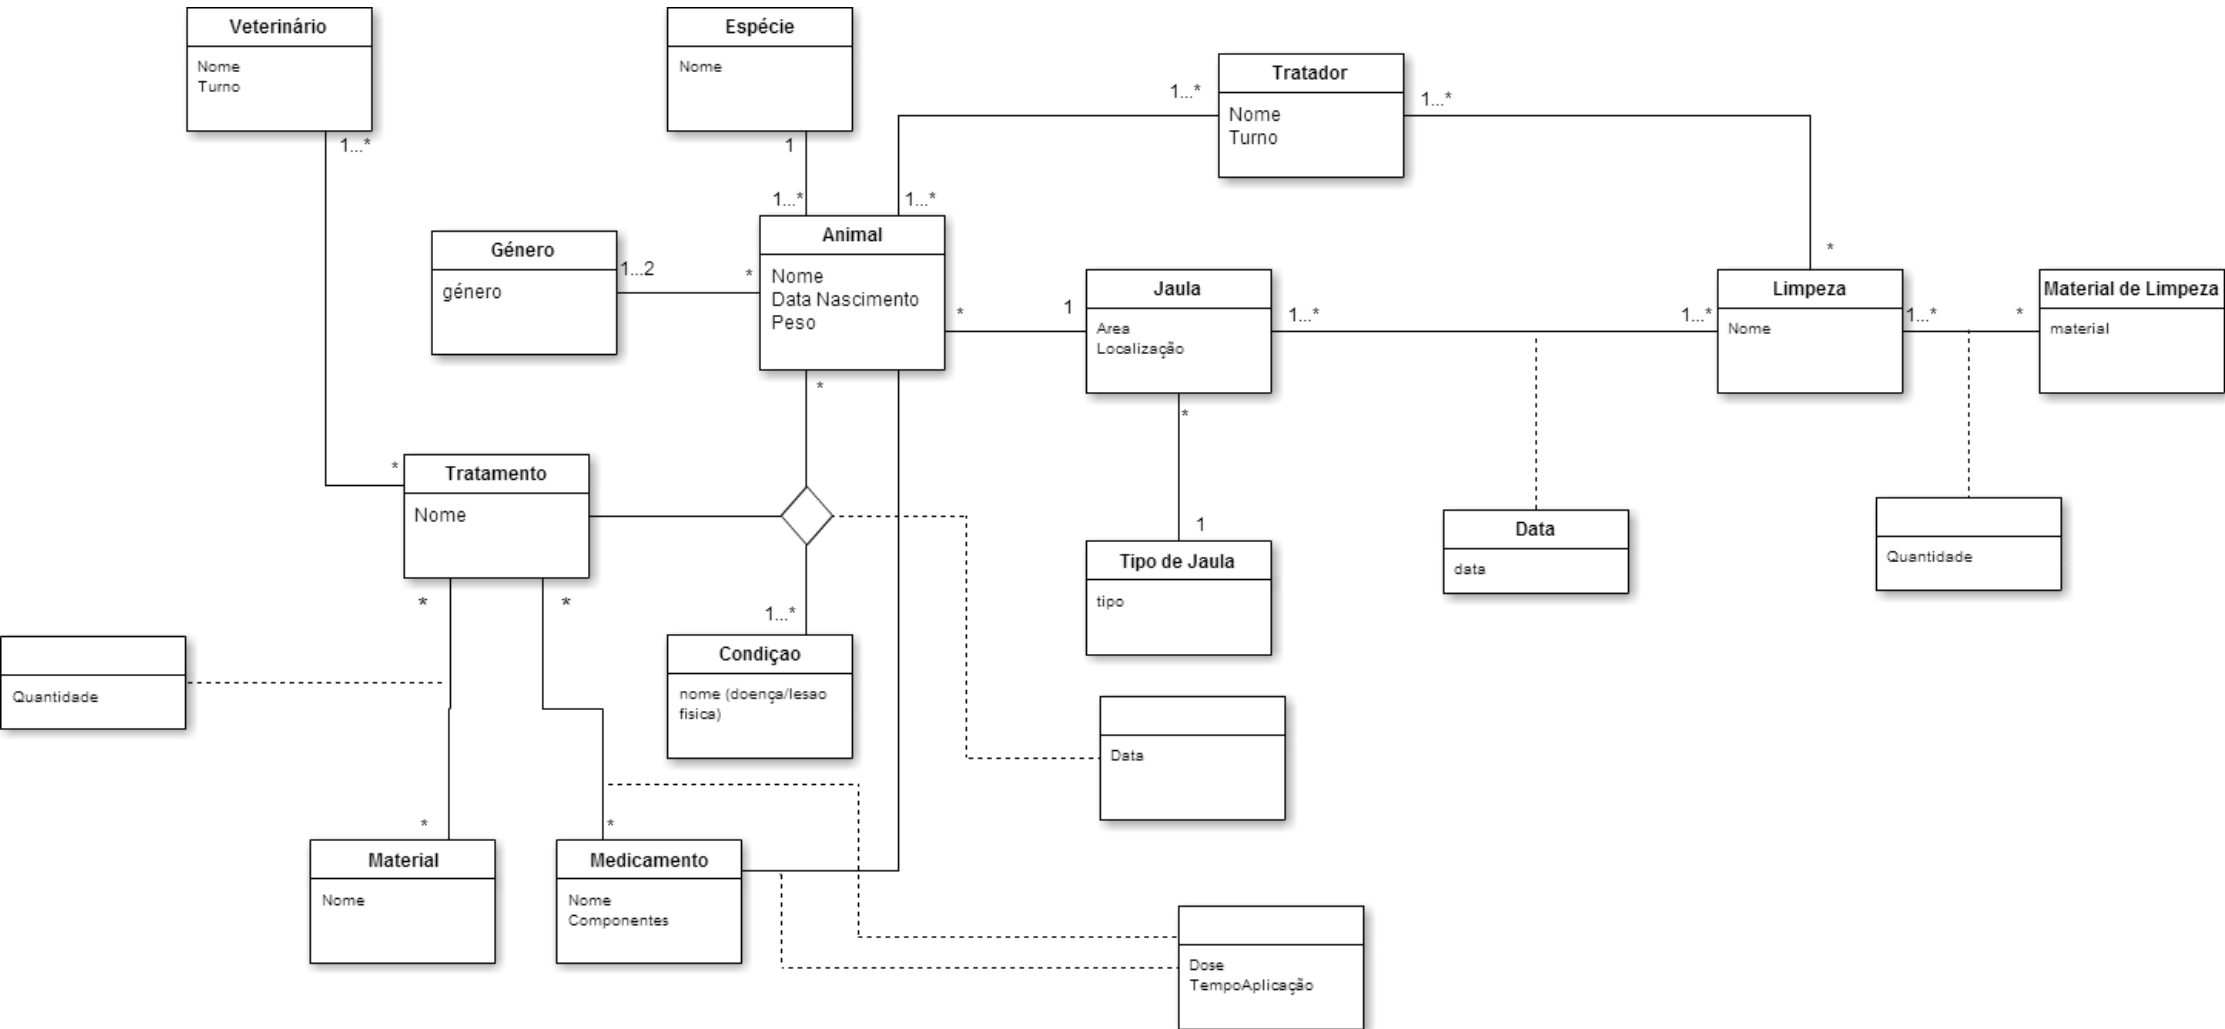 Veterinário
Nome
Turno
1...*
Espécie
Nome
1
1...*
Tratador
Nome
Turno
1...*
1...*
1...*
*
Género
género
1...2
*
Animal
Nome
Data Nascimento
Peso
*
1
*
Jaula
Area
Localização
1...*
1...*
*
1
Limpeza
Nome
1...*
*
Material de Limpeza
material
Tratamento
Nome
*
*
*
Tipo de Jaula
tipo
Data
data
Quantidade
1...*
Condiçao
nome (doença/lesao
fisica)
Quantidade
Data
*
*
Material
Nome
Medicamento
Nome
Componentes
Dose
TempoAplicação